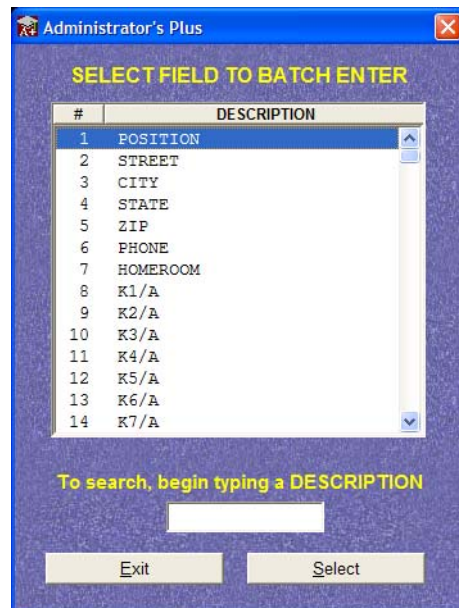 Administrator's Plus
SELECT FIELD TO BATCH ENTER
# DESCRIPTION
1 POSITION
2 STREET
3 CITY
4 STATE
5 ZIP
6 PHONE
7 HOMEROOM
8 K1/A
9 K2/A
10 K3/A
11 K4/A
12 K5/A
13 K6/A
14 K7/A
To search, begin typing a DESCRIPTION
Exit Select